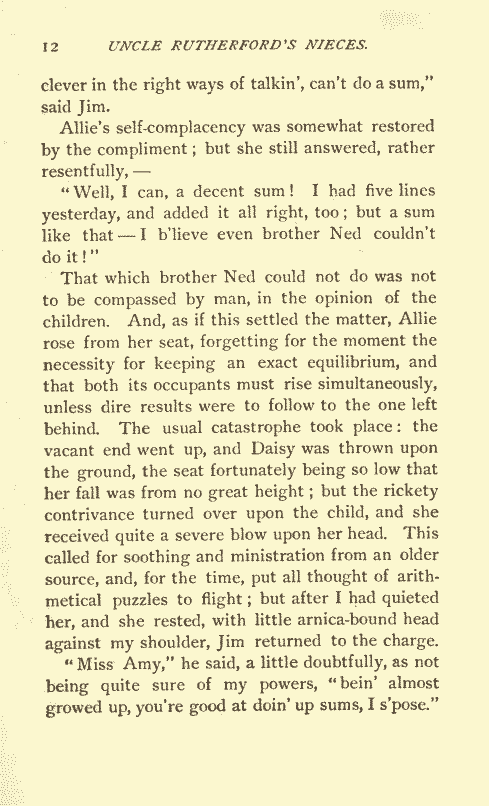 12 UNCLE RUTHERFORD'S NIECES.
clever in the right ways of talkin', can't do a sum,"
said Jim.
Allie's self-complacency was somewhat restored
by the compliment; but she still answered, rather
resentfully, —
"Well, I can, a decent sum! I had five lines
yesterday, and added it all right, too; but a sum
like that — I b'lieve even brother Ned couldn't
do it!"
That which brother Ned could not do was not
to be compassed by man, in the opinion of the
children. And, as if this settled the matter, Allie
rose from her seat, forgetting for the moment the
necessity for keeping an exact equilibrium, and
that both its occupants must rise simultaneously,
unless dire results were to follow to the one left
behind. The usual catastrophe took place: the
vacant end went up, and Daisy was thrown upon
the ground, the seat fortunately being so low that
her fall was from no great height; but the rickety
contrivance turned over upon the child, and she
received quite a severe blow upon her head. This
called for soothing and ministration from an older
source, and, for the time, put all thought of arith-
metical puzzles to flight; but after I had quieted
her, and she rested, with little arnica-bound head
against my shoulder, Jim returned to the charge.
"Miss Amy," he said, a little doubtfully, as not
being quite sure of my powers, "bein' almost
growed up, you're good at doin' up sums, I s'pose."